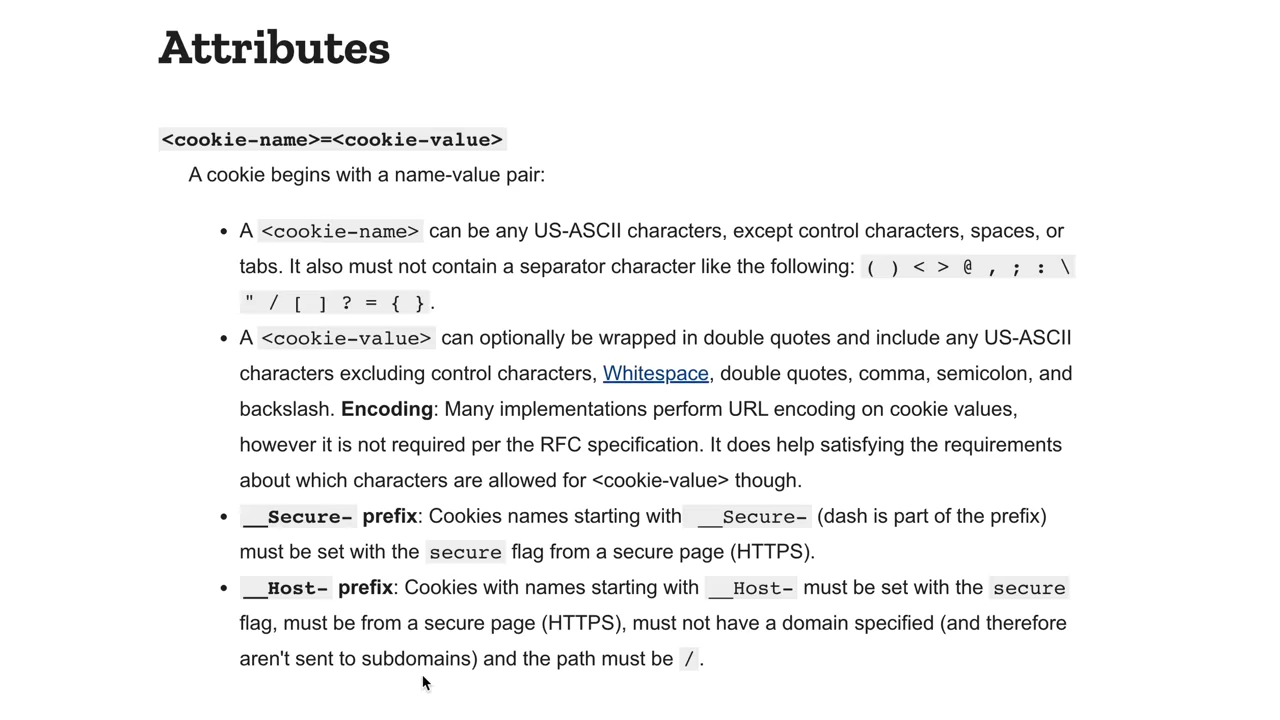 Attributes
<cookie-name>=<cookie-value>
A cookie begins with a name-value pair:
• A <cookie-name> can be any US-ASCII characters, except control characters, spaces, or
tabs. It also must not contain a separator character like the following: ( ) < > @ , ; : \
" / [ ] ? = { }.
• A <cookie-value> can optionally be wrapped in double quotes and include any US-ASCII
characters excluding control characters, Whitespace, double quotes, comma, semicolon, and
backslash. Encoding: Many implementations perform URL encoding on cookie values,
however it is not required per the RFC specification. It does help satisfying the requirements
about which characters are allowed for <cookie-value> though.
• __Secure- prefix: Cookies names starting with __Secure- (dash is part of the prefix)
must be set with the secure flag from a secure page (HTTPS).
• __Host- prefix: Cookies with names starting with __Host- must be set with the secure
flag, must be from a secure page (HTTPS), must not have a domain specified (and therefore
aren't sent to subdomains) and the path must be /.